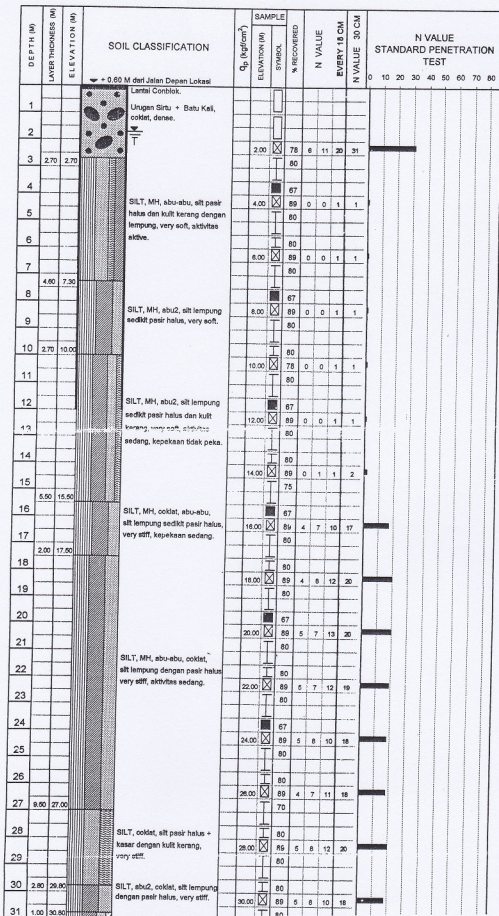 DEPTH (M)
LAYER THICKNESS (M)
ELEVATION (M)
SOIL CLASSIFICATION
+ 0.60 M dari Jalan Depan Lokasi
qp (kgf/cm²)
SAMPLE
ELEVATION (M)
SYMBOL
% RECOVERED
N VALUE
EVERY 15 CM
N VALUE 30 CM
N VALUE
STANDARD PENETRATION
TEST
0 10 20 30 40 50 60 70 80
Lantai Conblok.
1
Urugan Sirtu + Batu Kali,
coklat, dense.
2
2.00 78 6 11 20 31
3 2.70 2.70 80
4 67
SILT, MH, abu-abu, silt pasir
4.00 89 0 0 1 1
halus dan kulit kerang dengan
5 80
lempung, very soft, aktivitas
aktive.
6 80
6.00 89 0 0 1 1
7 80
4.60 7.30
8 67
SILT, MH, abu2, silt lempung
8.00 89 0 0 1 1
sedikit pasir halus, very soft.
9 80
10 2.70 10.00 80
10.00 78 0 0 1 1
11 80
12 67
SILT, MH, abu2, silt lempung
sedikit pasir halus dan kulit
12.00 89 0 0 1 1
kerang, very soft, aktivitas
13 80
sedang, kepekaan tidak peka.
14 80
14.00 89 0 1 1 2
15 75
5.50 15.50
16 67
SILT, MH, coklat, abu-abu,
silt lempung sedikit pasir halus,
16.00 89 4 7 10 17
very stiff, kepekaan sedang.
17 80
2.00 17.50
18 80
18.00 89 4 8 12 20
19 80
20 67
20.00 89 5 7 13 20
21 80
SILT, MH, abu-abu, coklat,
silt lempung dengan pasir halus
22 80
very stiff, aktivitas sedang.
22.00 89 5 7 12 19
23 80
24 67
24.00 89 5 8 10 18
25 80
26 80
26.00 89 4 7 11 18
27 9.50 27.00 70
28 80
SILT, coklat, silt pasir halus +
kasar dengan kulit kerang,
28.00 89 5 8 12 20
very stiff.
29 80
30 2.80 29.80 80
SILT, abu2, coklat, silt lempung
dengan pasir halus, very stiff.
30.00 89 5 8 10 18
31 1.00 30.80 80